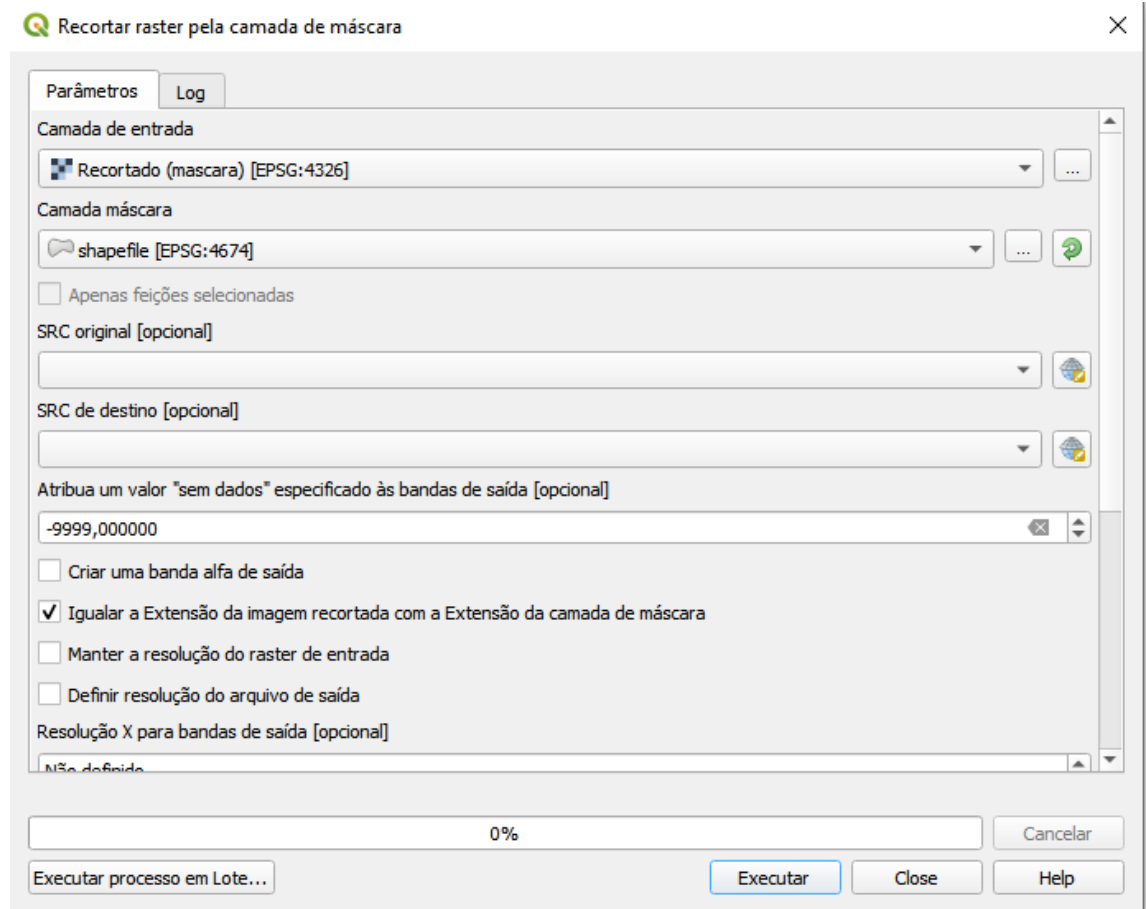 Recortar raster pela camada de máscara
Parâmetros
Log
Camada de entrada
Recortado (mascara) [EPSG:4326]
...
Camada máscara
shapefile [EPSG:4674]
...
Apenas feições selecionadas
SRC original [opcional]
SRC de destino [opcional]
Atribua um valor "sem dados" especificado às bandas de saída [opcional]
-9999,000000
Criar uma banda alfa de saída
Igualar a Extensão da imagem recortada com a Extensão da camada de máscara
Manter a resolução do raster de entrada
Definir resolução do arquivo de saída
Resolução X para bandas de saída [opcional]
Não definido
0%
Cancelar
Executar processo em Lote...
Executar
Close
Help